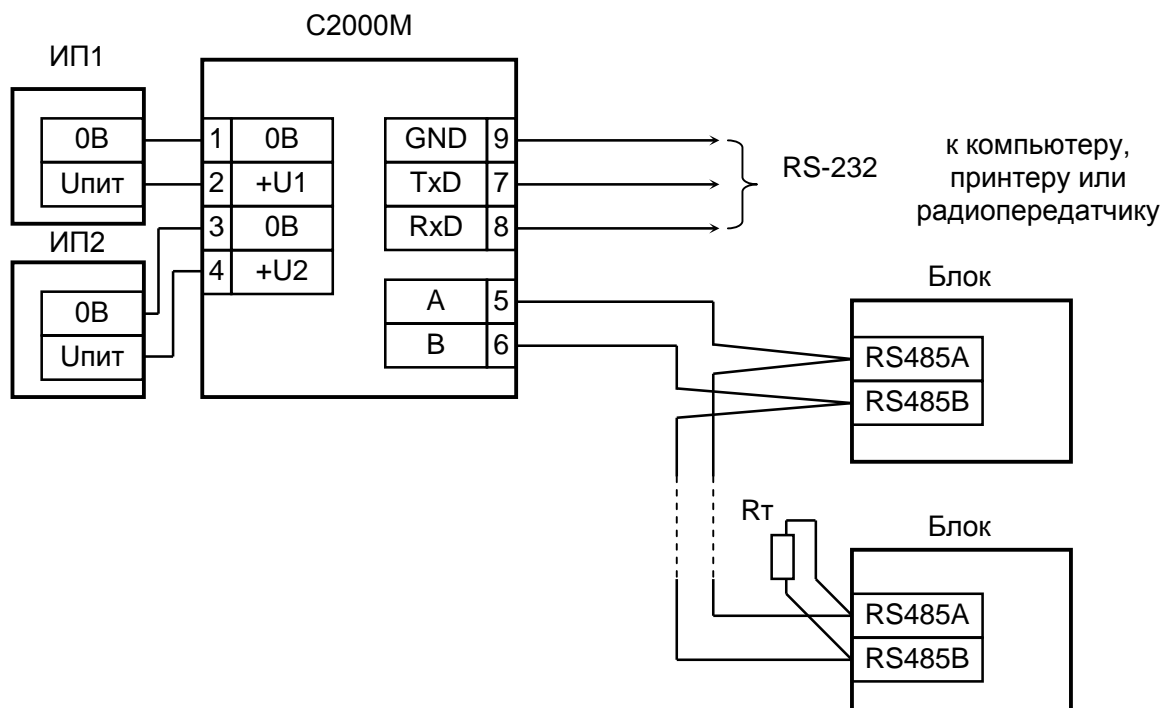 С2000М
ИП1
0В
Uпит
ИП2
0В
Uпит
1 0В
2 +U1
3 0В
4 +U2
GND 9
TxD 7
RxD 8
A 5
B 6
RS-232
к компьютеру,
принтеру или
радиопередатчику
Блок
RS485A
RS485B
Rт
Блок
RS485A
RS485B